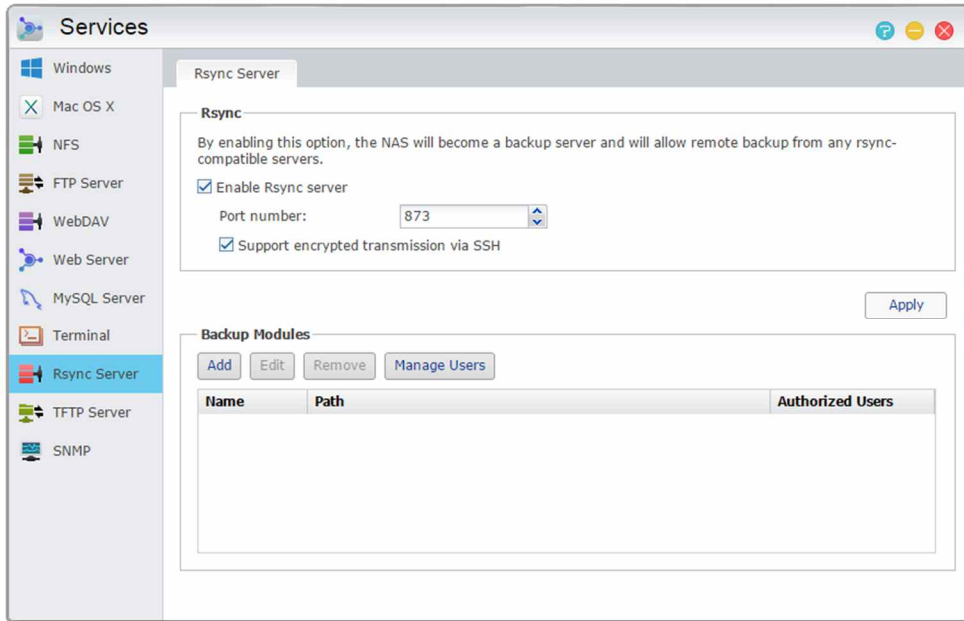 Services
Windows
Mac OS X
NFS
FTP Server
WebDAV
Web Server
MySQL Server
Terminal
Rsync Server
TFTP Server
SNMP
Rsync Server
Rsync
By enabling this option, the NAS will become a backup server and will allow remote backup from any rsync-
compatible servers.
Enable Rsync server
Port number: 873
Support encrypted transmission via SSH
Apply
Backup Modules
Add Edit Remove Manage Users
Name Path Authorized Users